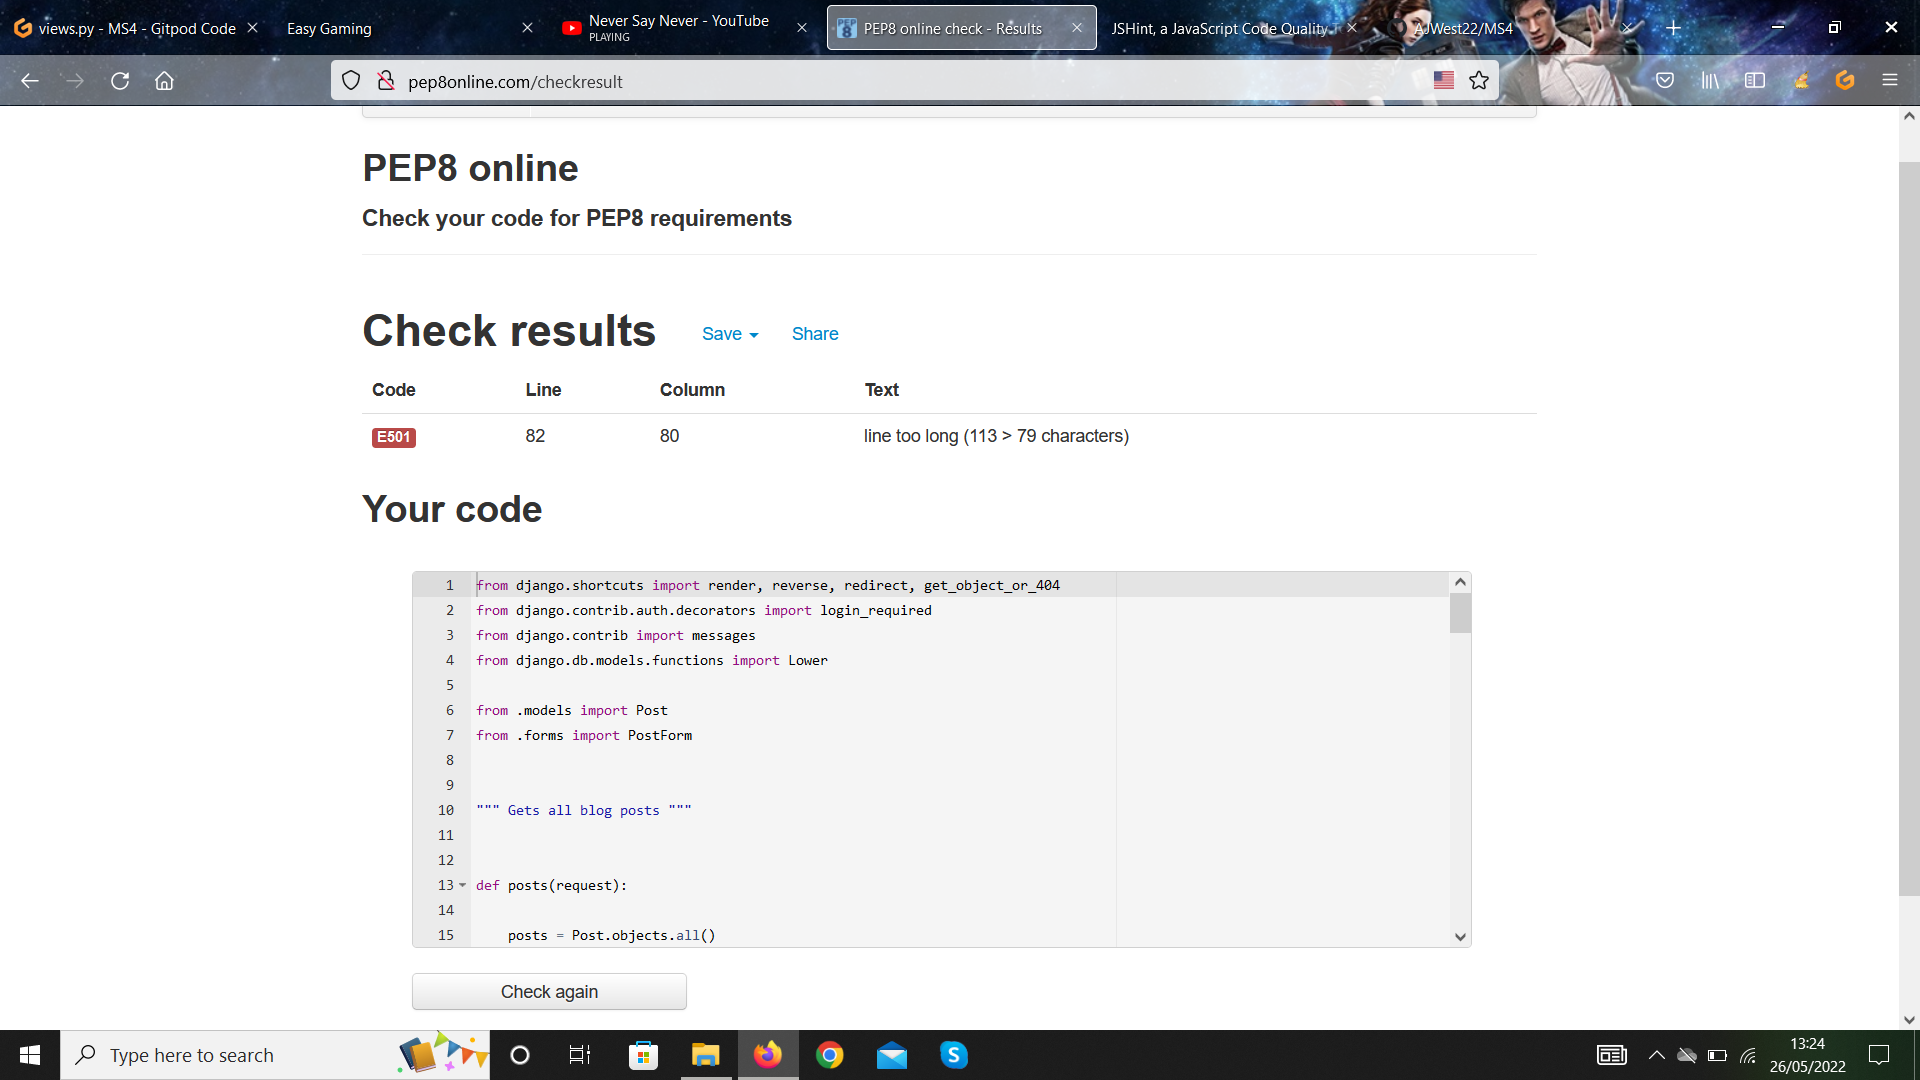 views.py - MS4 - Gitpod Code
Easy Gaming
Never Say Never - YouTube
PLAYING
PEP8 online check - Results
JSHint, a JavaScript Code Quality
AJWest22/MS4
pep8online.com/checkresult
PEP8 online
Check your code for PEP8 requirements
Check results Save Share
Code Line Column Text
E501 82 80 line too long (113 > 79 characters)
Your code
1 from django.shortcuts import render, reverse, redirect, get_object_or_404
2 from django.contrib.auth.decorators import login_required
3 from django.contrib import messages
4 from django.db.models.functions import Lower
5
6 from .models import Post
7 from .forms import PostForm
8
9
10 """ Gets all blog posts """
11
12
13 def posts(request):
14
15 posts = Post.objects.all()
Check again
Type here to search
13:24
26/05/2022